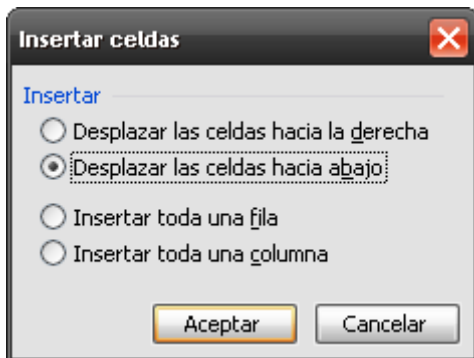 Insertar celdas
Insertar
Desplazar las celdas hacia la derecha
Desplazar las celdas hacia abajo
Insertar toda una fila
Insertar toda una columna
Aceptar Cancelar